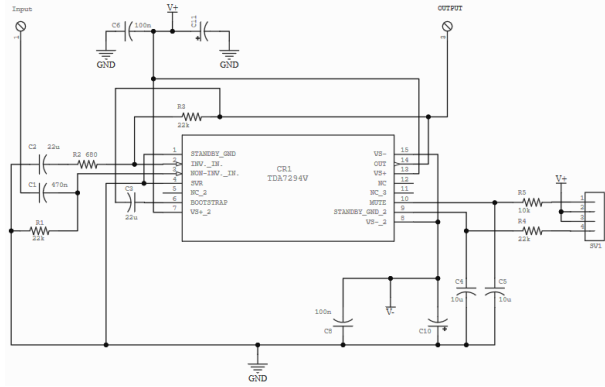 Input
1
C6
100n
V+
C11
GND
GND
OUTPUT
2
R3
22k
C2
22u
R2 680
C1
470n
R1
22k
C3
22u
CR1
TDA7294V
1 STANDBY_GND
2 INV._IN.
3 NON-INV._IN.
4 SVR
5 NC_2
6 BOOTSTRAP
7 VS+_2
VS- 15
OUT 14
VS+ 13
NC 12
NC_3 11
MUTE 10
STANDBY_GND_2 9
VS-_2 8
R5
10k
R4
22k
V+
1
2
3
4
SW1
C4
10u
C5
10u
100n
C8
V-
C10
GND